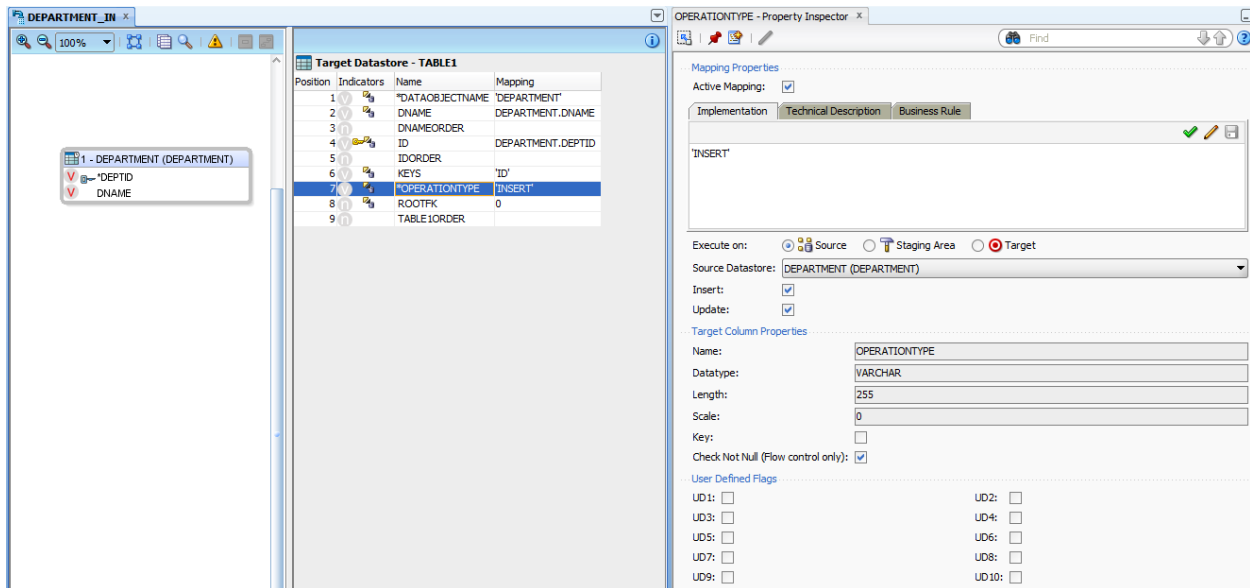 DEPARTMENT_IN
100%
1 - DEPARTMENT (DEPARTMENT)
V *DEPTID
V DNAME
Target Datastore - TABLE1
Position Indicators Name Mapping
1 *DATAOBJECTNAME 'DEPARTMENT'
2 DNAME DEPARTMENT.DNAME
3 DNAMEORDER
4 ID DEPARTMENT.DEPTID
5 IDORDER
6 KEYS 'ID'
7 *OPERATIONTYPE 'INSERT'
8 ROOTFK 0
9 TABLE1ORDER
OPERATIONTYPE - Property Inspector
Find
Mapping Properties
Active Mapping:
Implementation Technical Description Business Rule
'INSERT'
Execute on: Source Staging Area Target
Source Datastore: DEPARTMENT (DEPARTMENT)
Insert:
Update:
Target Column Properties
Name: OPERATIONTYPE
Datatype: VARCHAR
Length: 255
Scale: 0
Key:
Check Not Null (Flow control only):
User Defined Flags
UD1: UD2:
UD3: UD4:
UD5: UD6:
UD7: UD8:
UD9: UD10: